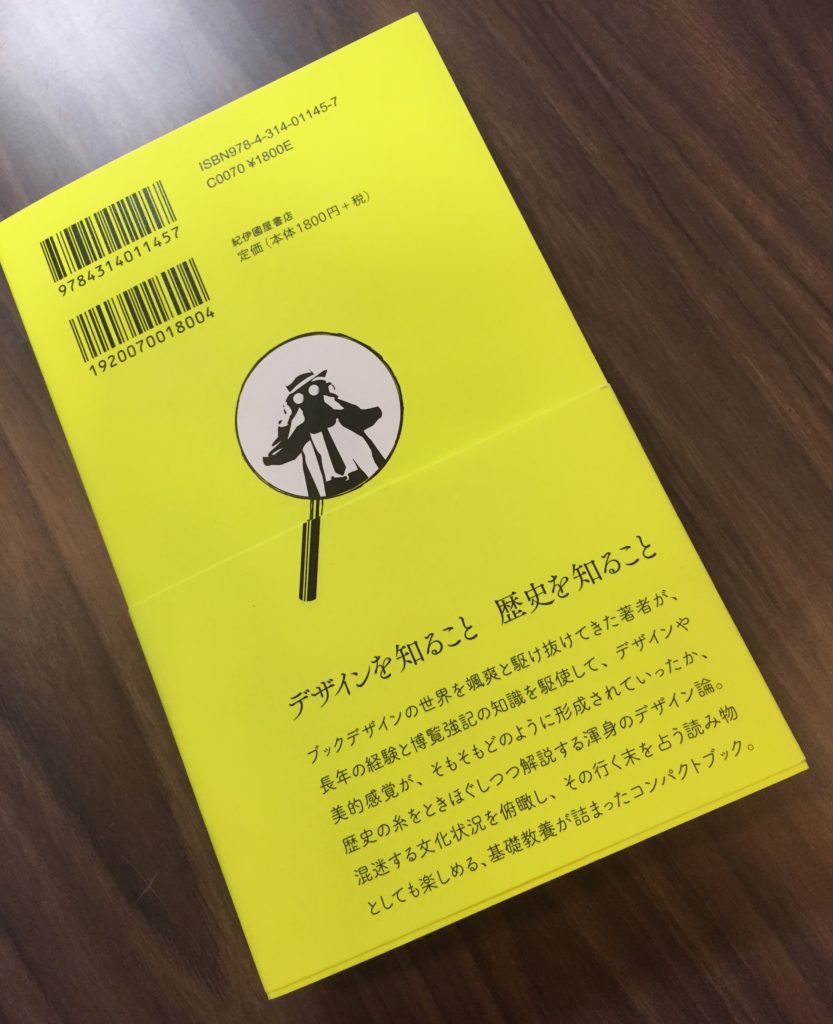 ISBN978-4-314-01145-7
C0070 ¥1800E
9784314011457
1920070018004
紀伊國屋書店
定価(本体1800円+税)
デザインを知ること 歴史を知ること
ブックデザインの世界を颯爽と駆け抜けてきた著者が、
長年の経験と博覧強記の知識を駆使して、デザインや
美的感覚が、そもそもどのように形成されていったか、
歴史の糸をときほぐしつつ解説する渾身のデザイン論。
混迷する文化状況を俯瞰し、その行く末を占う読み物
としても楽しめる、基礎教養が詰まったコンパクトブック。